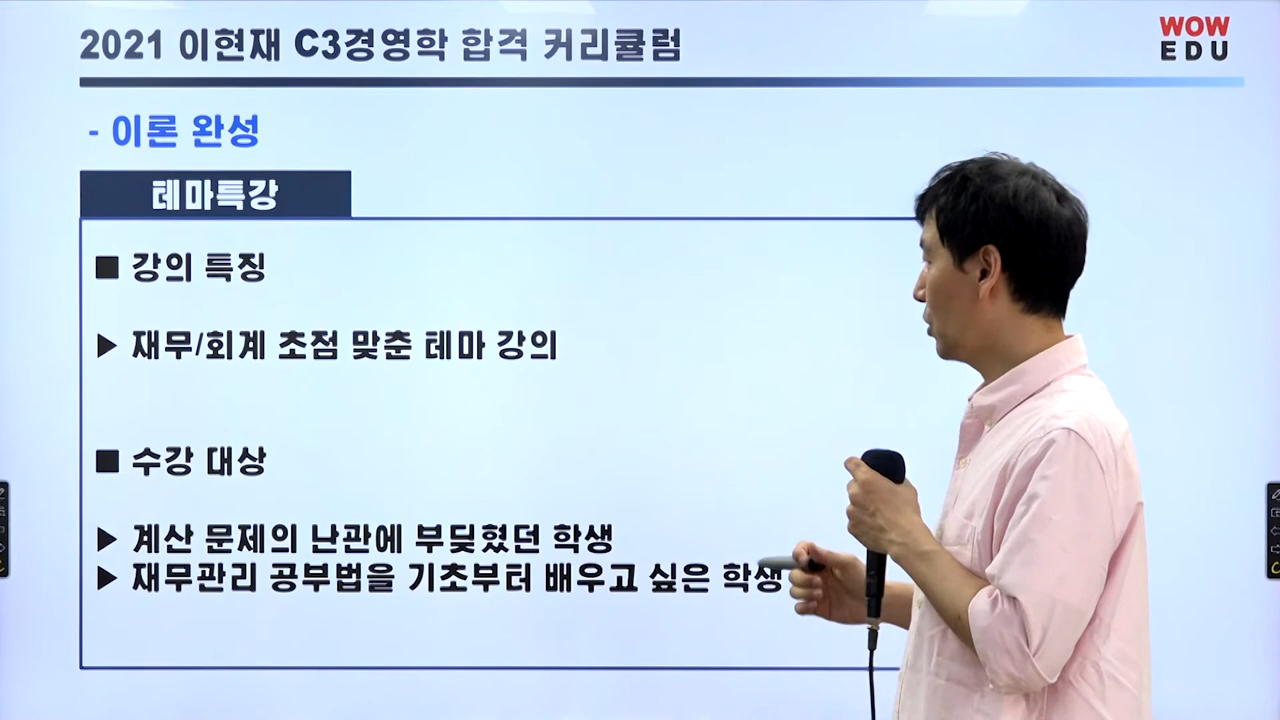 2021 이현재 C3경영학 합격 커리큘럼
WOW
EDU
- 이론 완성
테마특강
■ 강의 특징
▶ 재무/회계 초점 맞춘 테마 강의
■ 수강 대상
▶ 계산 문제의 난관에 부딪혔던 학생
▶ 재무관리 공부법을 기초부터 배우고 싶은 학생